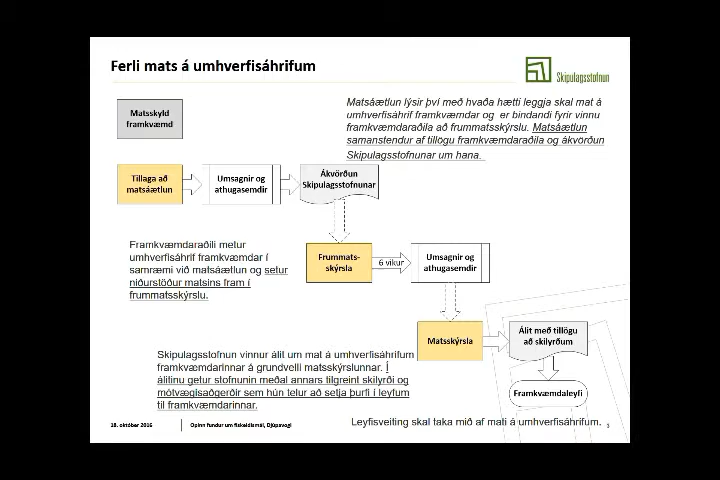 Ferli mats á umhverfisáhrifum
Skipulagsstofnun
Matsskyld
framkvæmd
Matsáætlun lýsir því með hvaða hætti leggja skal mat á
umhverfisáhrif framkvæmdar og er bindandi fyrir vinnu
framkvæmdaraðila að frummatsskýrslu. Matsáætlun
samanstendur af tillögu framkvæmdaraðila og ákvörðun
Skipulagsstofnunar um hana.
Tillaga að
matsáætlun
Umsagnir og
athugasemdir
Ákvörðun
Skipulagsstofnunar
Framkvæmdaraðili metur
umhverfisáhrif framkvæmdar í
samræmi við matsáætlun og setur
niðurstöður matsins fram í
frummatsskýrslu.
Frummats-
skýrsla
6 vikur
Umsagnir og
athugasemdir
Matsskýrsla
Álit með tillögu
að skilyrðum
Skipulagsstofnun vinnur álit um mat á umhverfisáhrifum
framkvæmdarinnar á grundvelli matsskýrslunnar. Í
álitinu getur stofnunin meðal annars tilgreint skilyrði og
mótvægisaðgerðir sem hún telur að setja þurfi í leyfum
til framkvæmdarinnar.
Framkvæmdaleyfi
Leyfisveiting skal taka mið af mati á umhverfisáhrifum.
18. október 2016
Opinn fundur um fiskeldismál, Djúpavogi